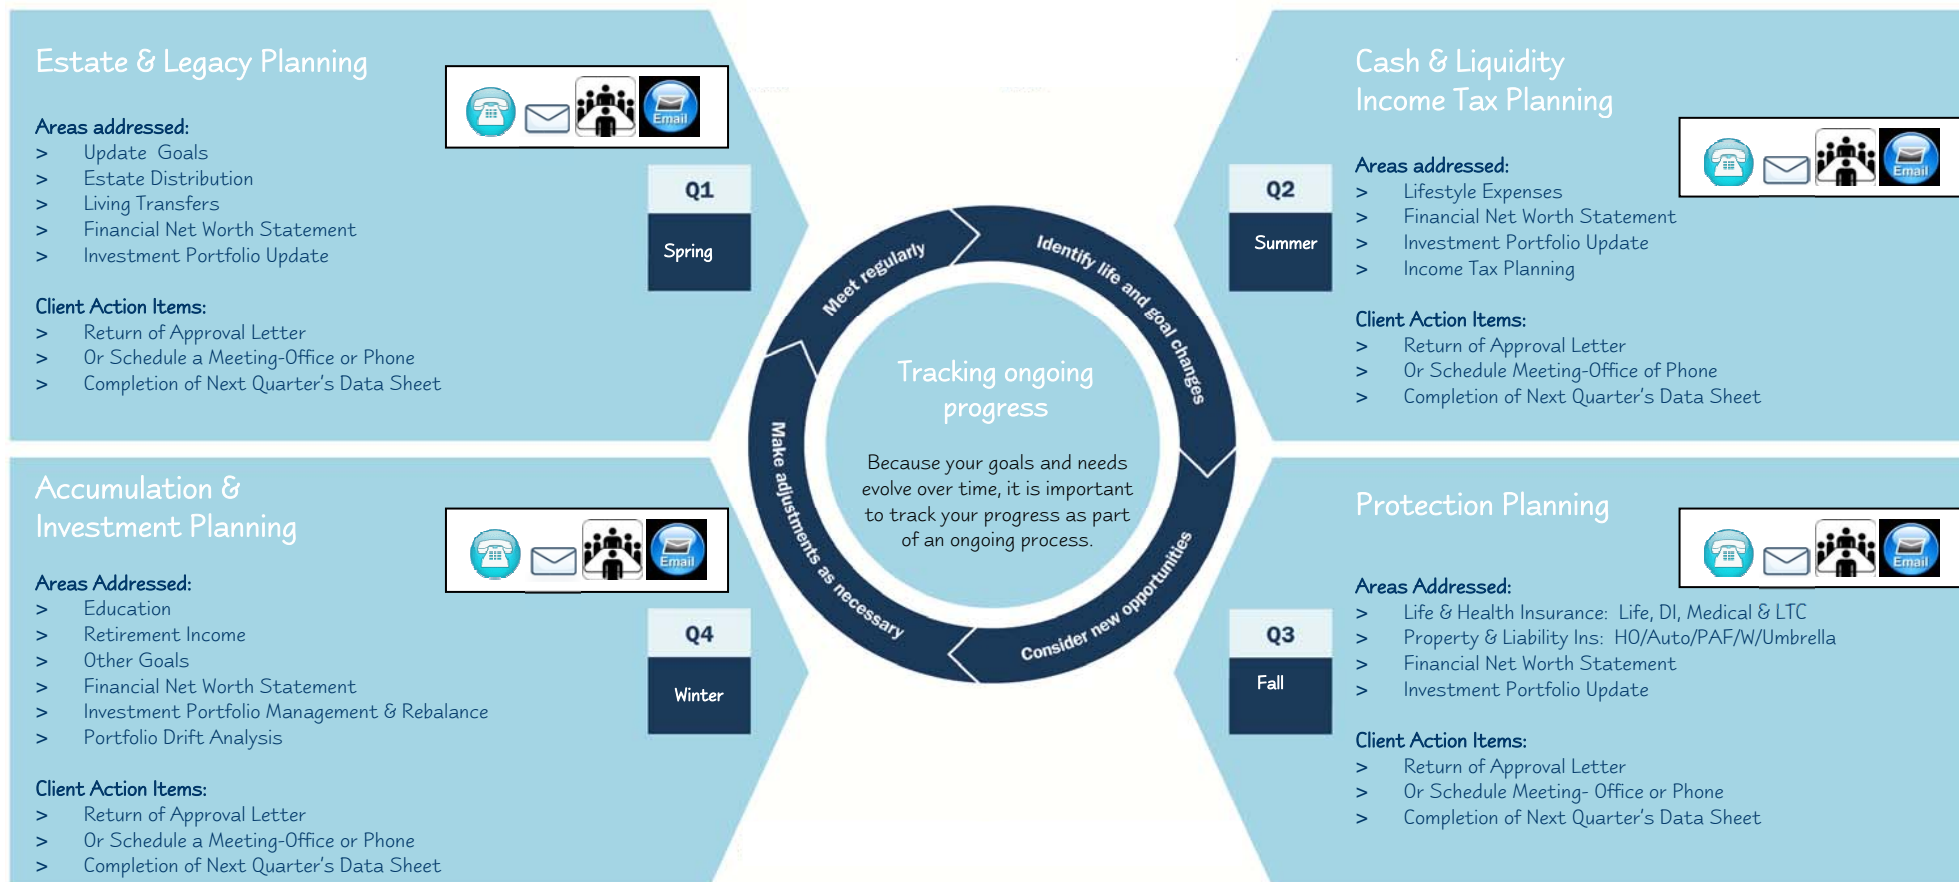 Estate & Legacy Planning
Email
Areas addressed:
> Update Goals
> Estate Distribution
> Living Transfers
> Financial Net Worth Statement
> Investment Portfolio Update
Client Action Items:
> Return of Approval Letter
> Or Schedule a Meeting-Office or Phone
> Completion of Next Quarter's Data Sheet
Q1
Spring
Cash & Liquidity
Income Tax Planning
Email
Areas addressed:
> Lifestyle Expenses
> Financial Net Worth Statement
> Investment Portfolio Update
> Income Tax Planning
Client Action Items:
> Return of Approval Letter
> Or Schedule Meeting-Office of Phone
> Completion of Next Quarter's Data Sheet
Q2
Summer
Meet regularly
Identify life and goal changes
Consider new opportunities
Make adjustments as necessary
Tracking ongoing
progress
Because your goals and needs
evolve over time, it is important
to track your progress as part
of an ongoing process.
Accumulation &
Investment Planning
Email
Areas Addressed:
> Education
> Retirement Income
> Other Goals
> Financial Net Worth Statement
> Investment Portfolio Management & Rebalance
> Portfolio Drift Analysis
Client Action Items:
> Return of Approval Letter
> Or Schedule a Meeting-Office or Phone
> Completion of Next Quarter's Data Sheet
Q4
Winter
Protection Planning
Email
Areas Addressed:
> Life & Health Insurance: Life, DI, Medical & LTC
> Property & Liability Ins: HO/Auto/PAF/W/Umbrella
> Financial Net Worth Statement
> Investment Portfolio Update
Client Action Items:
> Return of Approval Letter
> Or Schedule Meeting- Office or Phone
> Completion of Next Quarter's Data Sheet
Q3
Fall